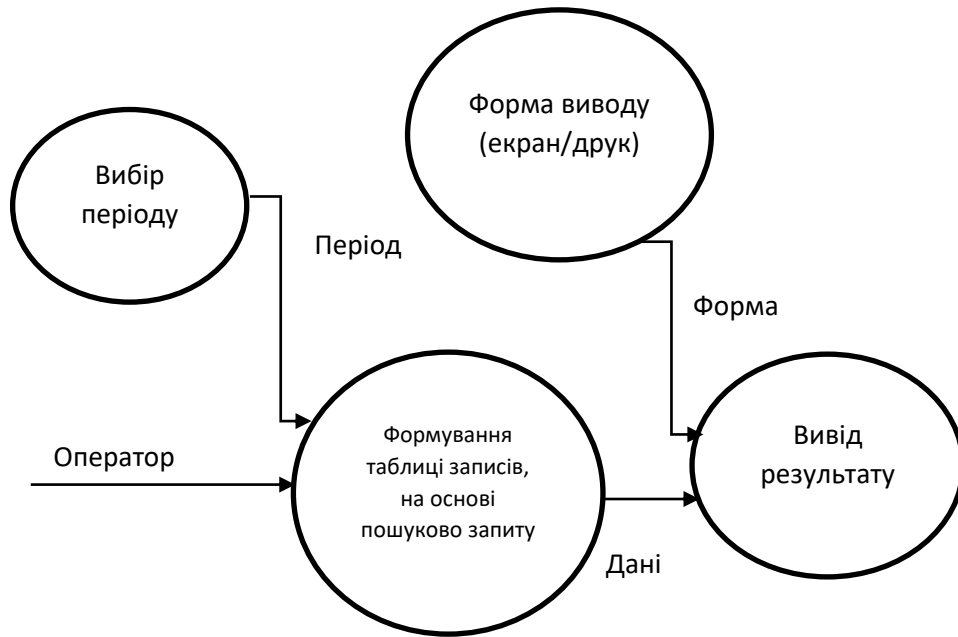 Форма виводу
(екран/друк)
Вибір
періоду
Період
Форма
Оператор
Формування
таблиці записів,
на основі
пошуково запиту
Вивід
результату
Дані